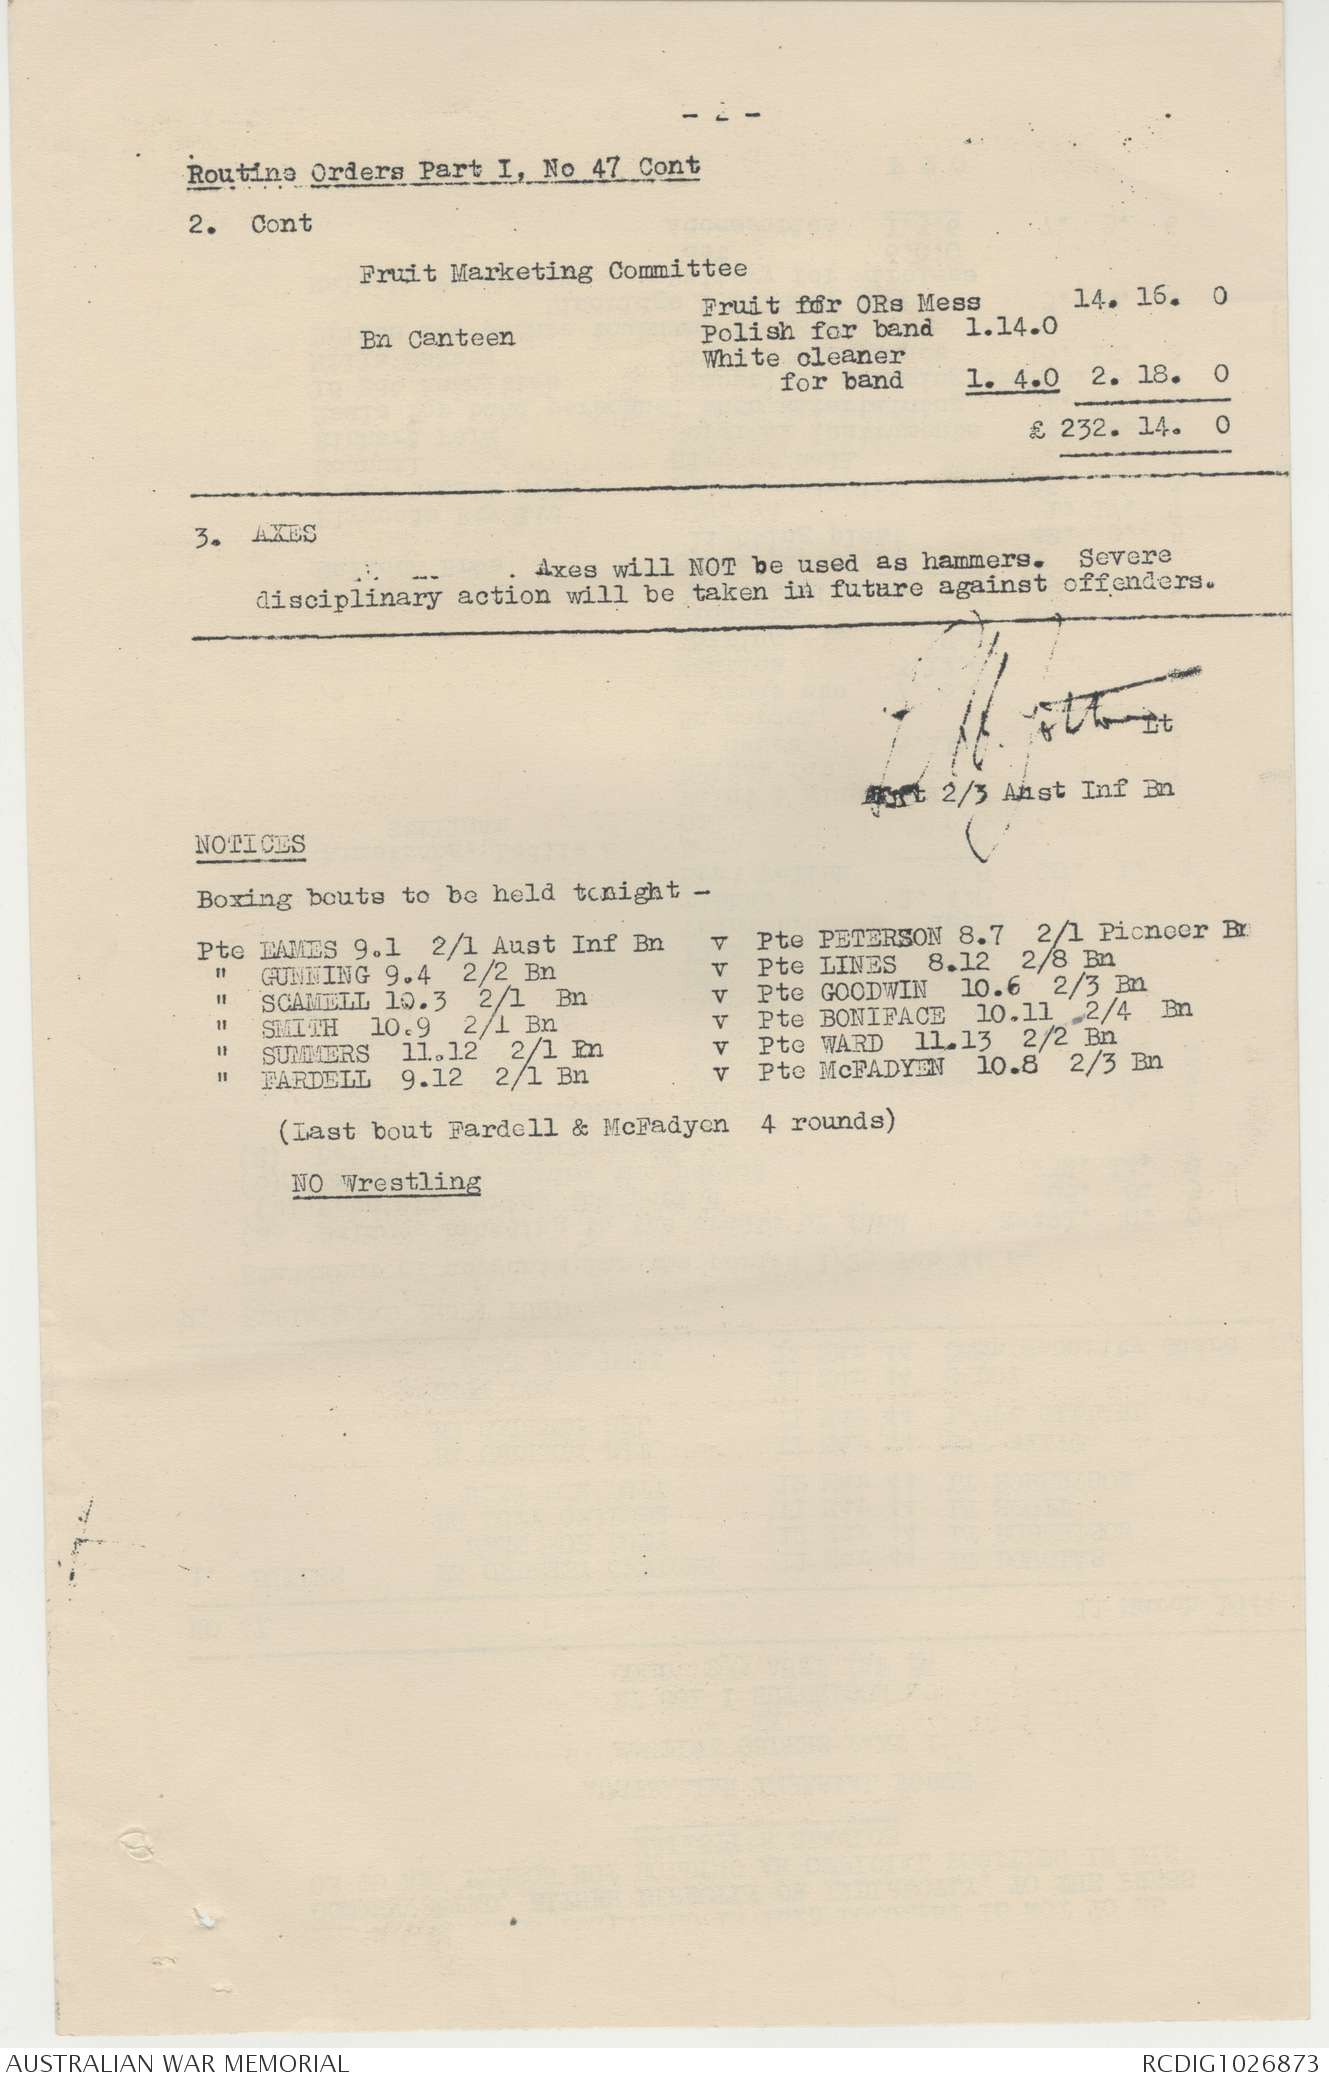 - 2 -
Routine Orders Part I, No 47 Cont
2. Cont
Fruit Marketing Committee
Fruit for ORs Mess 14. 16. 0
Bn Canteen Polish for band 1.14.0
White cleaner
for band 1. 4.0 2. 18. 0
£ 232. 14. 0
3. AXES
Axes will NOT be used as hammers. Severe
disciplinary action will be taken in future against offenders.
Lt
2/3 Aust Inf Bn
NOTICES
Boxing bouts to be held tonight -
Pte EAMES 9.1 2/1 Aust Inf Bn v Pte PETERSON 8.7 2/1 Pioneer Bn
" GUNNING 9.4 2/2 Bn v Pte LINES 8.12 2/8 Bn
" SCAMELL 10.3 2/1 Bn v Pte GOODWIN 10.6 2/3 Bn
" SMITH 10.9 2/1 Bn v Pte BONIFACE 10.11 2/4 Bn
" SUMMERS 11.12 2/1 Bn v Pte WARD 11.13 2/2 Bn
" FARDELL 9.12 2/1 Bn v Pte McFADYEN 10.8 2/3 Bn
(Last bout Fardell & McFadyen 4 rounds)
NO Wrestling
AUSTRALIAN WAR MEMORIAL RCDIG1026873